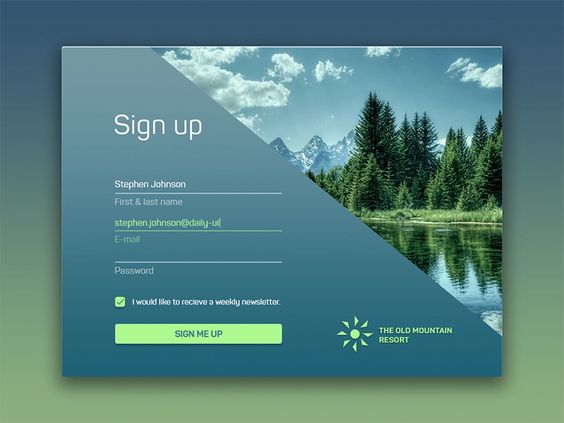 Sign up
Stephen Johnson
First & last name
stephen.johnson@daily-ui
E-mail
Password
I would like to recieve a weekly newsletter.
SIGN ME UP
THE OLD MOUNTAIN
RESORT